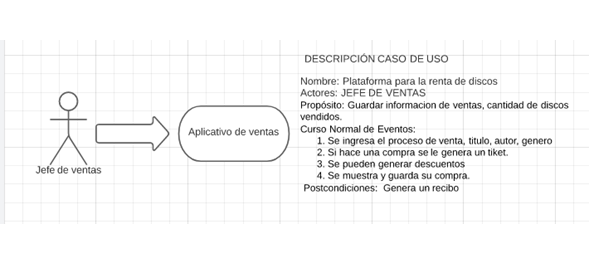 DESCRIPCIÓN CASO DE USO
Nombre: Plataforma para la renta de discos
Actores: JEFE DE VENTAS
Propósito: Guardar informacion de ventas, cantidad de discos
vendidos.
Curso Normal de Eventos:
1. Se ingresa el proceso de venta, titulo, autor, genero
2. Si hace una compra se le genera un tiket.
3. Se pueden generar descuentos
4. Se muestra y guarda su compra.
Postcondiciones: Genera un recibo
Aplicativo de ventas
Jefe de ventas